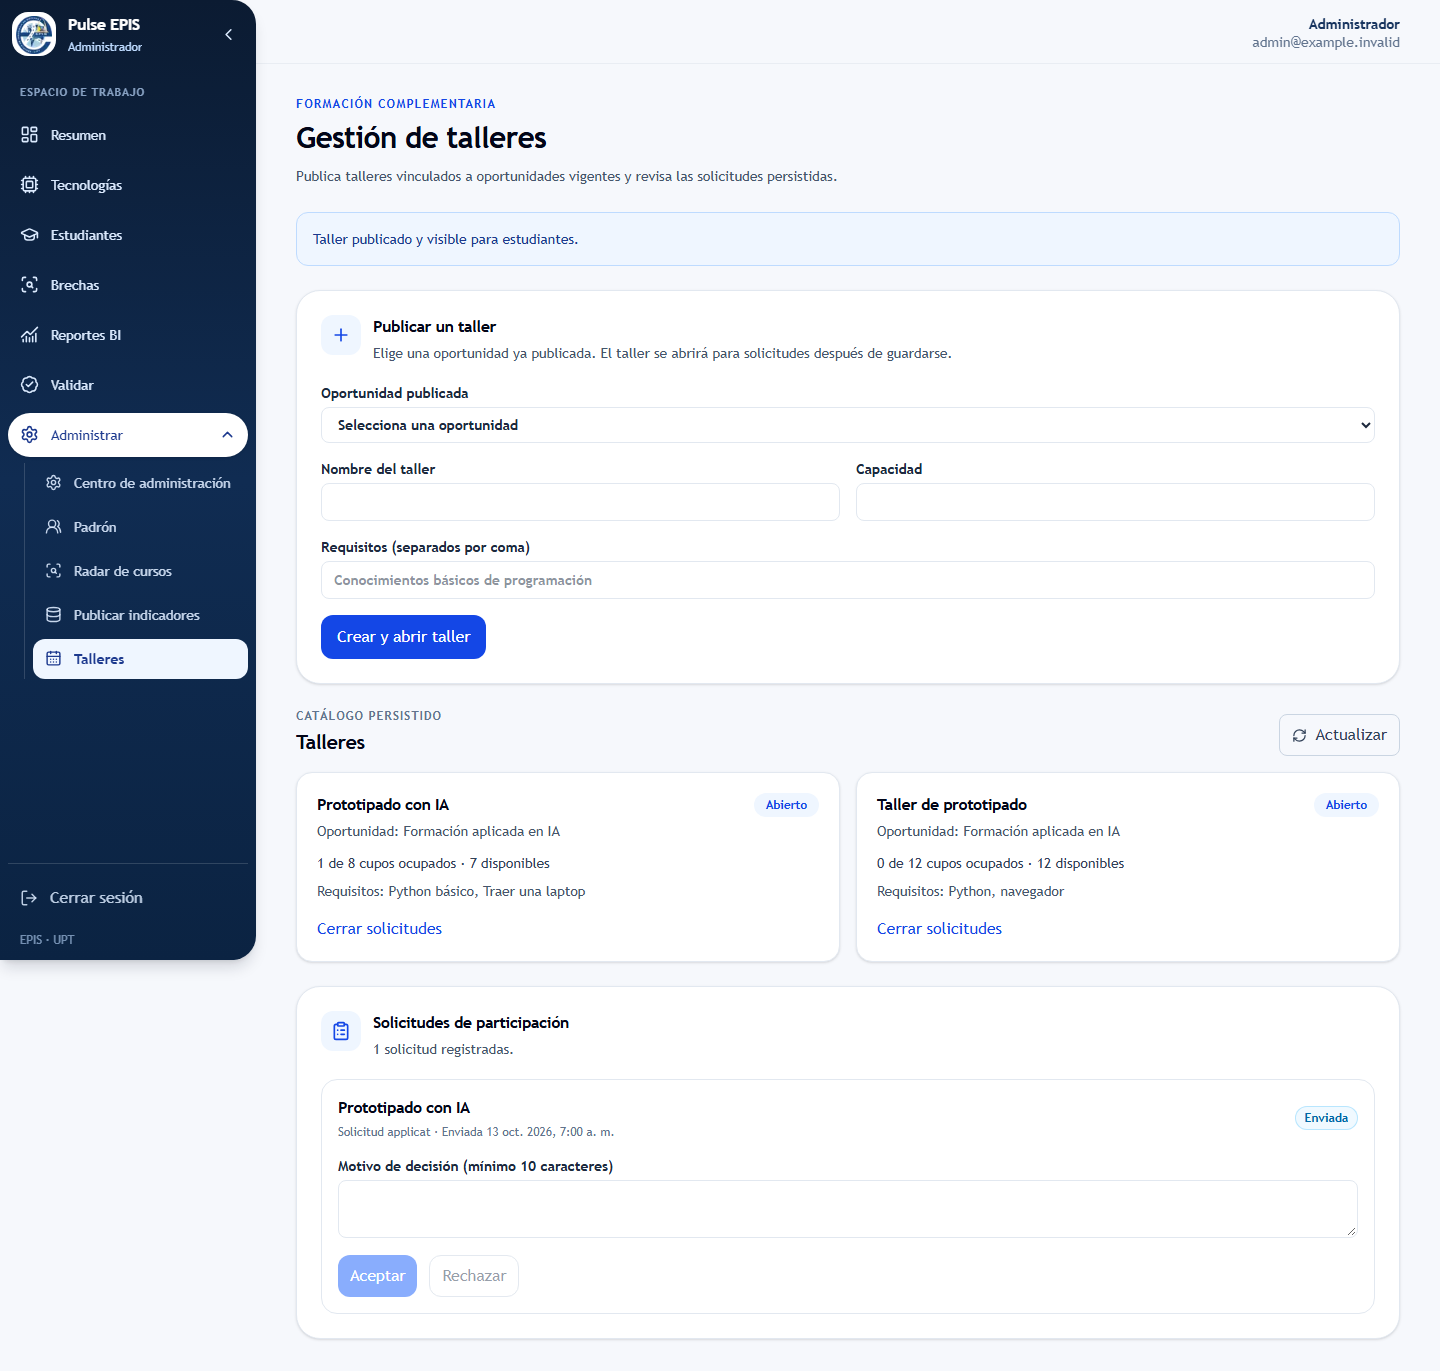 Pulse EPIS
Administrador
ESPACIO DE TRABAJO
Resumen
Tecnologías
Estudiantes
Brechas
Reportes BI
Validar
Administrar
Centro de administración
Padrón
Radar de cursos
Publicar indicadores
Talleres
Cerrar sesión
EPIS · UPT
Administrador
admin@example.invalid
FORMACIÓN COMPLEMENTARIA
Gestión de talleres
Publica talleres vinculados a oportunidades vigentes y revisa las solicitudes persistidas.
Taller publicado y visible para estudiantes.
Publicar un taller
Elige una oportunidad ya publicada. El taller se abrirá para solicitudes después de guardarse.
Oportunidad publicada
Selecciona una oportunidad
Nombre del taller
Capacidad
Requisitos (separados por coma)
Conocimientos básicos de programación
Crear y abrir taller
CATÁLOGO PERSISTIDO
Talleres
Actualizar
Prototipado con IA
Abierto
Oportunidad: Formación aplicada en IA
1 de 8 cupos ocupados · 7 disponibles
Requisitos: Python básico, Traer una laptop
Cerrar solicitudes
Taller de prototipado
Abierto
Oportunidad: Formación aplicada en IA
0 de 12 cupos ocupados · 12 disponibles
Requisitos: Python, navegador
Cerrar solicitudes
Solicitudes de participación
1 solicitud registradas.
Prototipado con IA
Enviada
Solicitud applicat · Enviada 13 oct. 2026, 7:00 a. m.
Motivo de decisión (mínimo 10 caracteres)
Aceptar
Rechazar